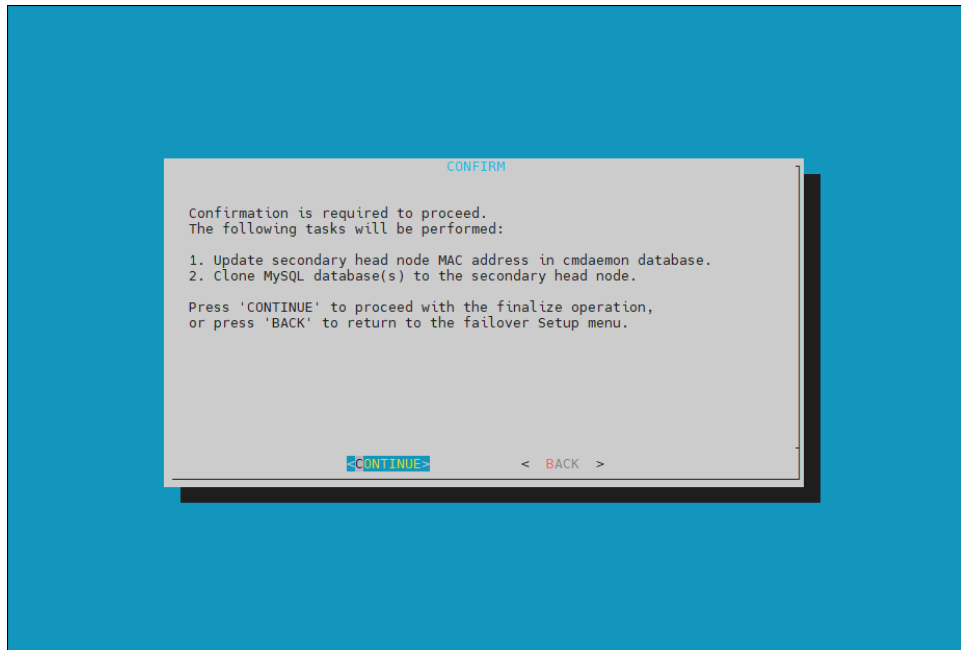 CONFIRM
Confirmation is required to proceed.
The following tasks will be performed:
1. Update secondary head node MAC address in cmdaemon database.
2. Clone MySQL database(s) to the secondary head node.
Press 'CONTINUE' to proceed with the finalize operation,
or press 'BACK' to return to the failover Setup menu.
<CONTINUE> < BACK >